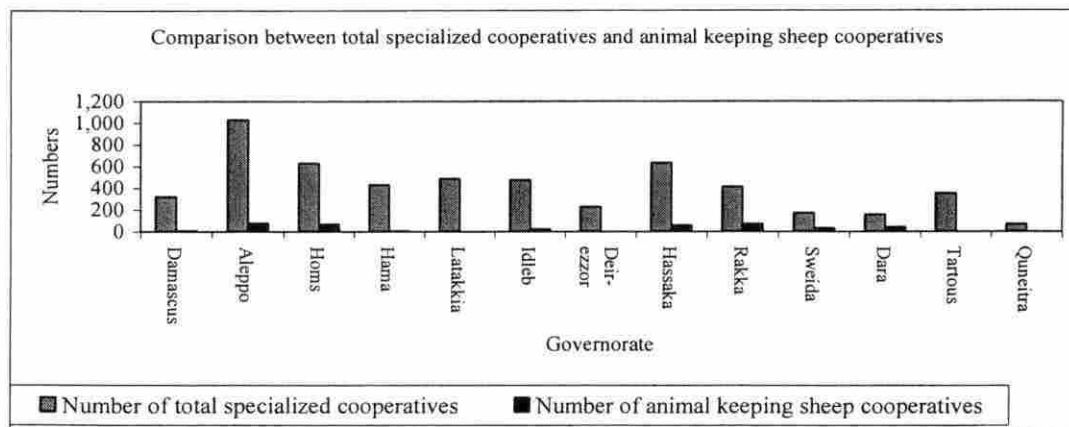 Comparison between total specialized cooperatives and animal keeping sheep cooperatives
Numbers
1,200
1,000
800
600
400
200
0
Damascus
Aleppo
Homs
Hama
Latakkia
Idleb
Deir-
ezzor
Hassaka
Rakka
Sweida
Dara
Tartous
Quneitra
Governorate
Number of total specialized cooperatives
Number of animal keeping sheep cooperatives